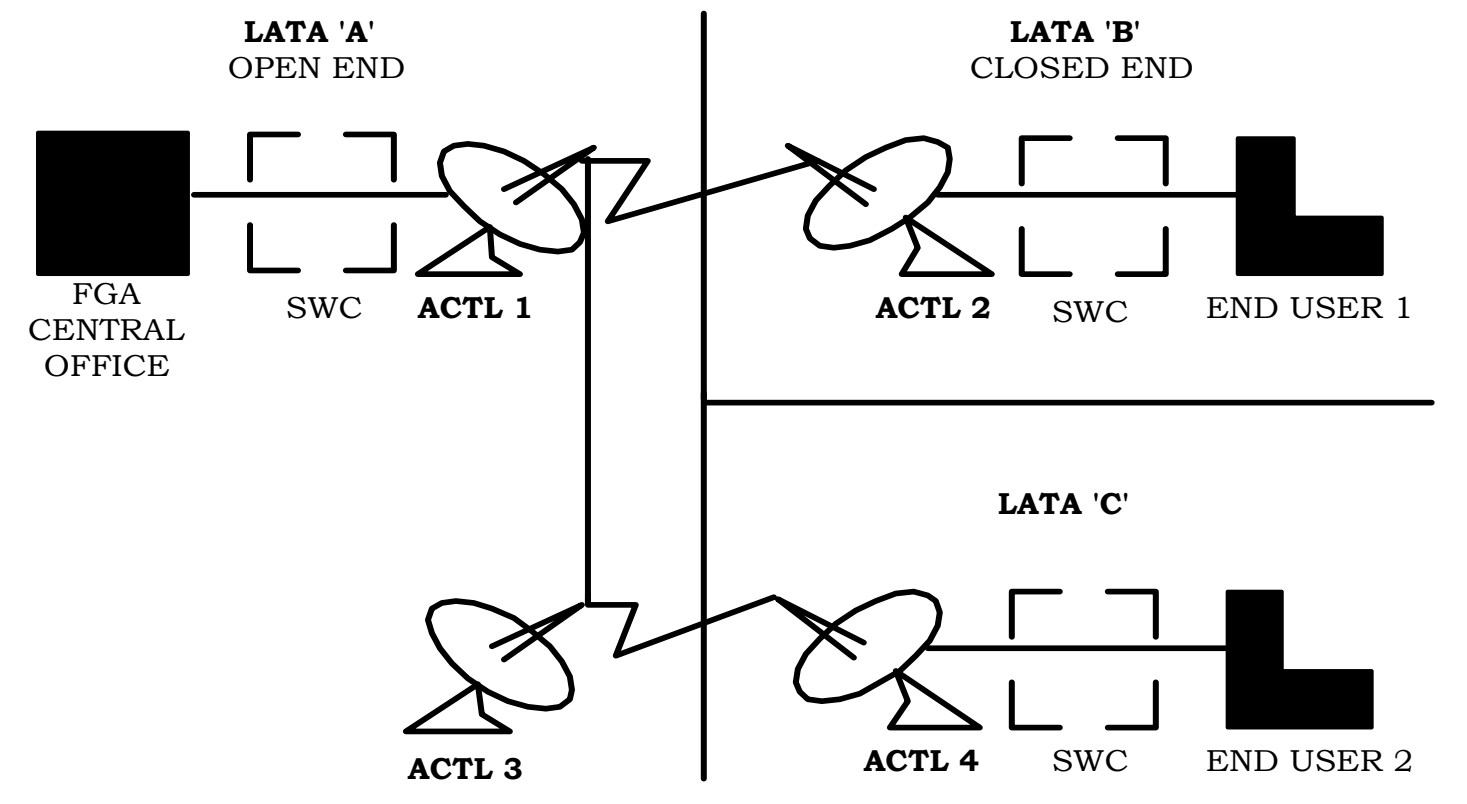 LATA 'A'
OPEN END
LATA 'B'
CLOSED END
FGA
CENTRAL
OFFICE
SWC
ACTL 1
ACTL 2
SWC
END USER 1
LATA 'C'
ACTL 3
ACTL 4
SWC
END USER 2